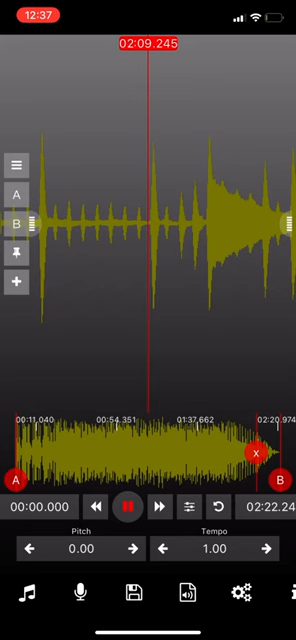 12:37
02:09.245
A
B
00:11,040 00:54,351 01:37,662 02:20,974
A x B
00:00.000 02:22.24
Pitch Tempo
0.00 1.00